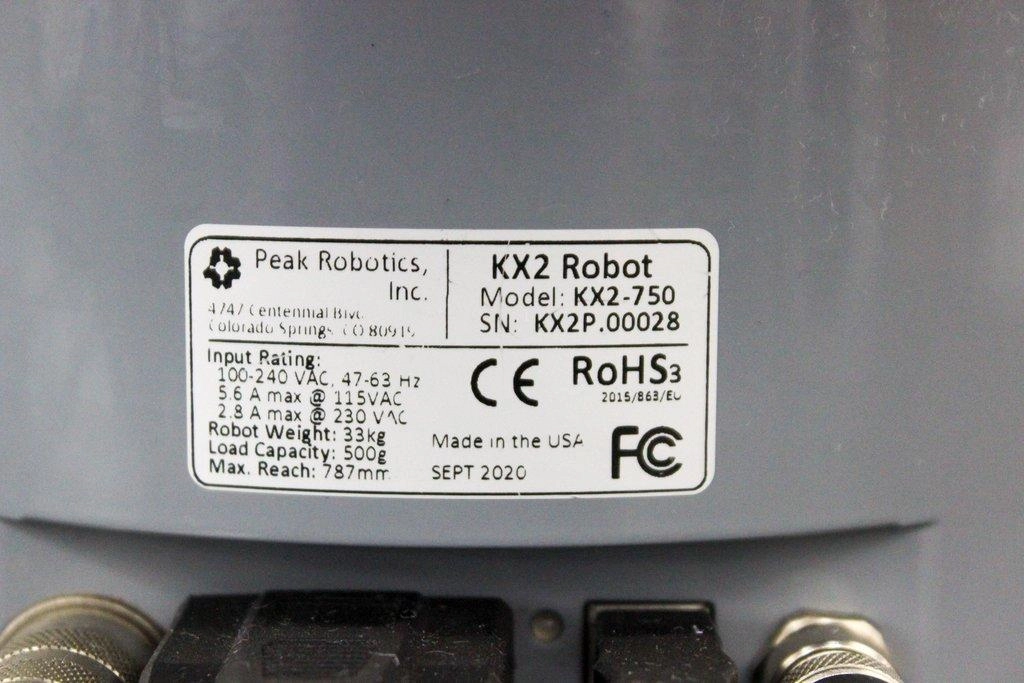 Peak Robotics,
Inc.
4747 Centennial Blvd.
Colorado Springs, CO 80919
KX2 Robot
Model: KX2-750
SN: KX2P.00028
Input Rating:
100-240 VAC, 47-63 Hz
5.6 A max @ 115VAC
2.8 A max @ 230 VAC
Robot Weight: 33kg
Load Capacity: 500g
Max. Reach: 787mm
CE
RoHS3
2015/863/EU
Made in the USA
SEPT 2020
FC